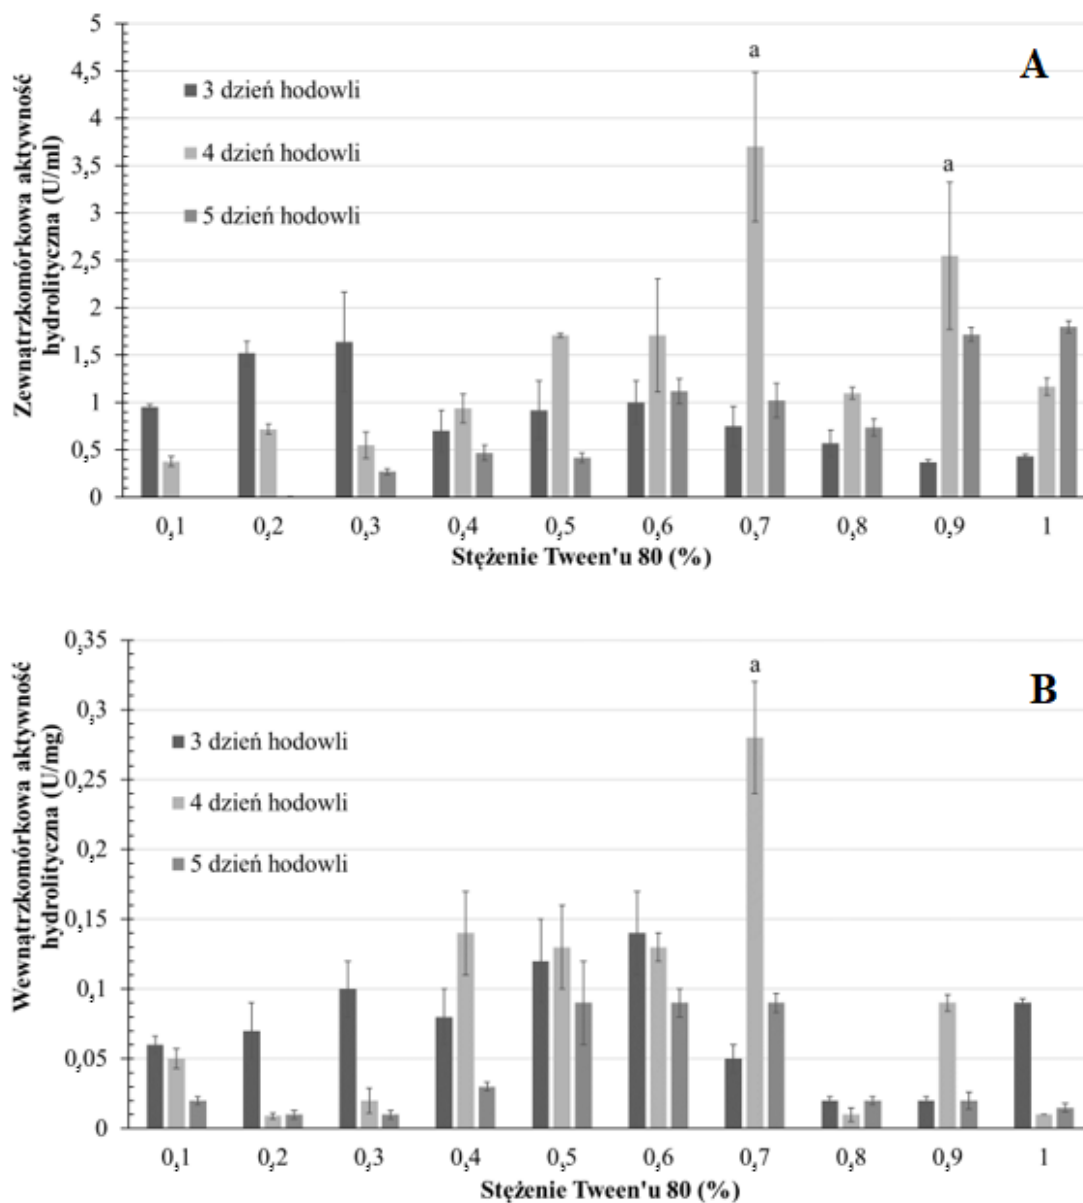 A
Zewnątrzkomórkowa aktywność
hydrolityczna (U/ml)
5
4,5
4
3,5
3
2,5
2
1,5
1
0,5
0
3 dzień hodowli
4 dzień hodowli
5 dzień hodowli
a
a
0,1 0,2 0,3 0,4 0,5 0,6 0,7 0,8 0,9 1
Stężenie Tween'u 80 (%)
B
Wewnątrzkomórkowa aktywność
hydrolityczna (U/mg)
0,35
0,3
0,25
0,2
0,15
0,1
0,05
0
3 dzień hodowli
4 dzień hodowli
5 dzień hodowli
a
0,1 0,2 0,3 0,4 0,5 0,6 0,7 0,8 0,9 1
Stężenie Tween'u 80 (%)